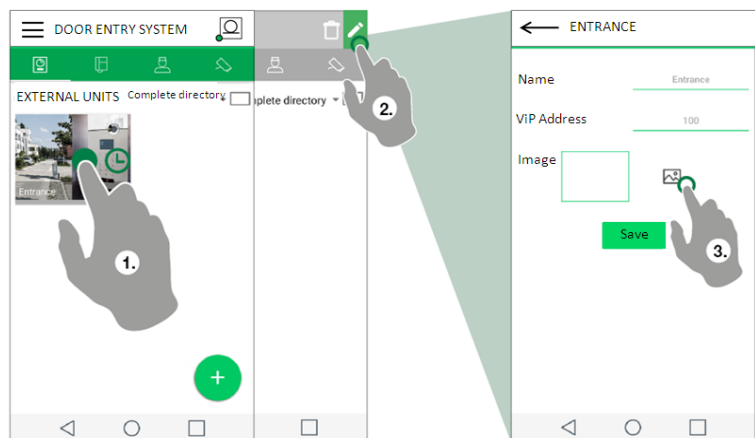 DOOR ENTRY SYSTEM
EXTERNAL UNITS Complete directory
Entrance
1.
plete directory
2.
ENTRANCE
Name Entrance
ViP Address 100
Image
Save
3.